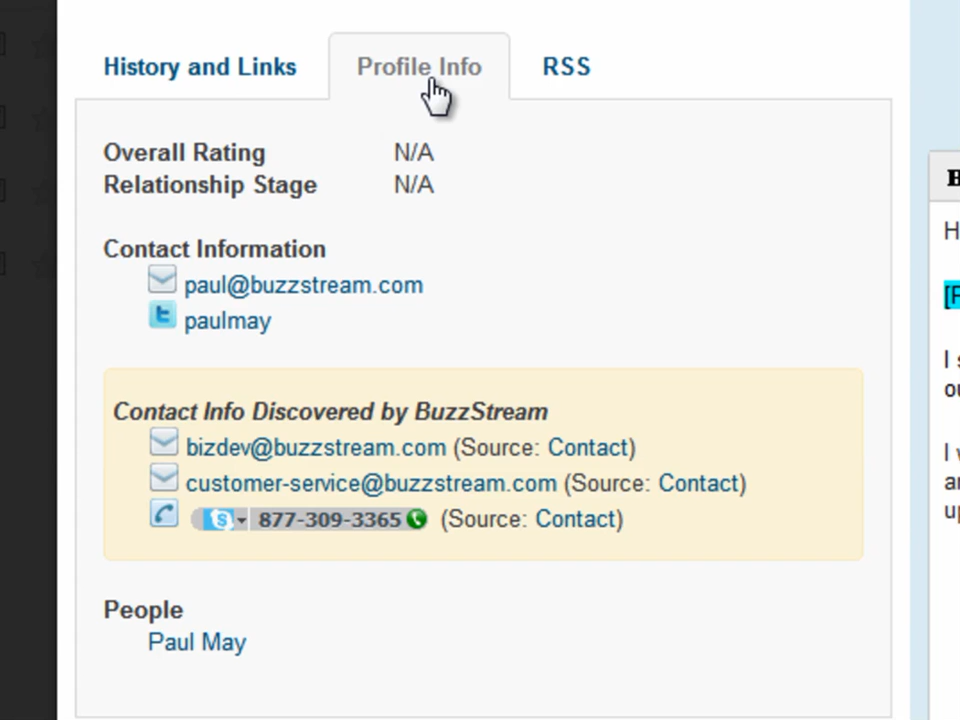 History and Links Profile Info RSS
Overall Rating N/A
Relationship Stage N/A
Contact Information
paul@buzzstream.com
paulmay
Contact Info Discovered by BuzzStream
bizdev@buzzstream.com (Source: Contact)
customer-service@buzzstream.com (Source: Contact)
877-309-3365 (Source: Contact)
People
Paul May